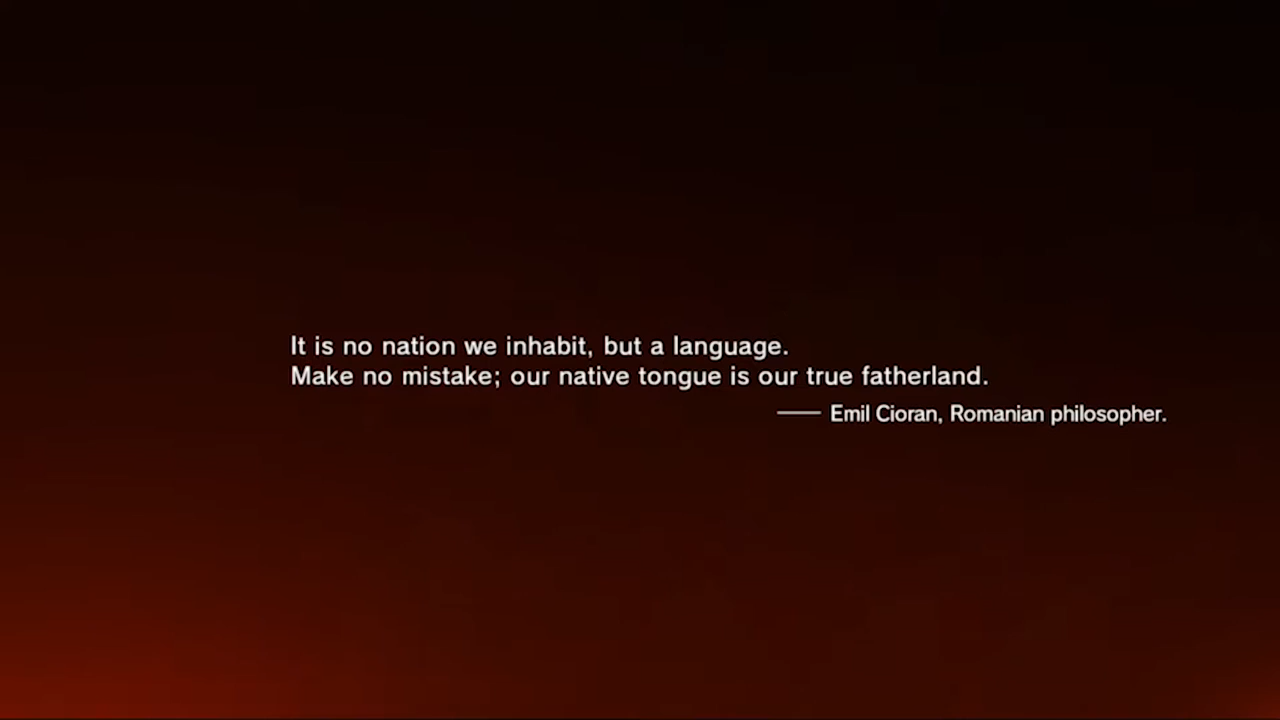 It is no nation we inhabit, but a language.
Make no mistake; our native tongue is our true fatherland.
—— Emil Cioran, Romanian philosopher.